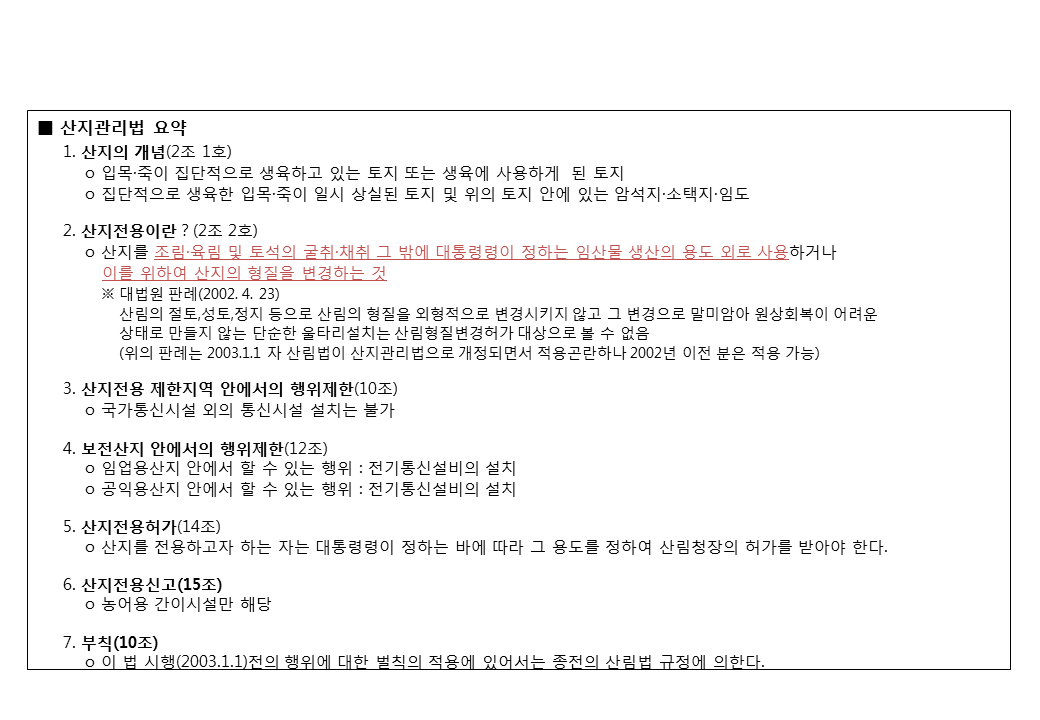 ■ 산지관리법 요약
1. 산지의 개념(2조 1호)
ο 입목·죽이 집단적으로 생육하고 있는 토지 또는 생육에 사용하게 된 토지
ο 집단적으로 생육한 입목·죽이 일시 상실된 토지 및 위의 토지 안에 있는 암석지·소택지·임도
2. 산지전용이란 ? (2조 2호)
ο 산지를 조림·육림 및 토석의 굴취·채취 그 밖에 대통령령이 정하는 임산물 생산의 용도 외로 사용하거나
이를 위하여 산지의 형질을 변경하는 것
※ 대법원 판례(2002. 4. 23)
산림의 절토,성토,정지 등으로 산림의 형질을 외형적으로 변경시키지 않고 그 변경으로 말미암아 원상회복이 어려운
상태로 만들지 않는 단순한 울타리설치는 산림형질변경허가 대상으로 볼 수 없음
(위의 판례는 2003.1.1 자 산림법이 산지관리법으로 개정되면서 적용곤란하나 2002년 이전 분은 적용 가능)
3. 산지전용 제한지역 안에서의 행위제한(10조)
ο 국가통신시설 외의 통신시설 설치는 불가
4. 보전산지 안에서의 행위제한(12조)
ο 임업용산지 안에서 할 수 있는 행위 : 전기통신설비의 설치
ο 공익용산지 안에서 할 수 있는 행위 : 전기통신설비의 설치
5. 산지전용허가(14조)
ο 산지를 전용하고자 하는 자는 대통령령이 정하는 바에 따라 그 용도를 정하여 산림청장의 허가를 받아야 한다.
6. 산지전용신고(15조)
ο 농어용 간이시설만 해당
7. 부칙(10조)
ο 이 법 시행(2003.1.1)전의 행위에 대한 벌칙의 적용에 있어서는 종전의 산림법 규정에 의한다.